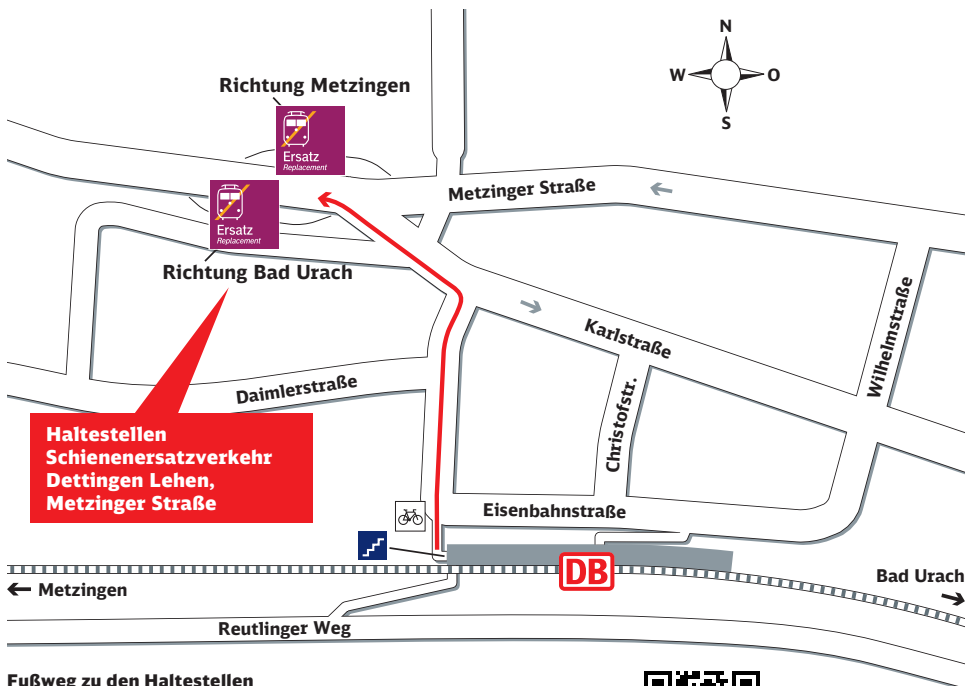 N
W
O
S
Richtung Metzingen
Ersatz
Replacement
Metzinger Straße
Ersatz
Replacement
Richtung Bad Urach
Karlstraße
Wilhelmstraße
Daimlerstraße
Christofstr.
Haltestellen
Schienenersatzverkehr
Dettingen Lehen,
Metzinger Straße
Eisenbahnstraße
DB
← Metzingen
Bad Urach
→
Reutlinger Weg
Fußweg zu den Haltestellen